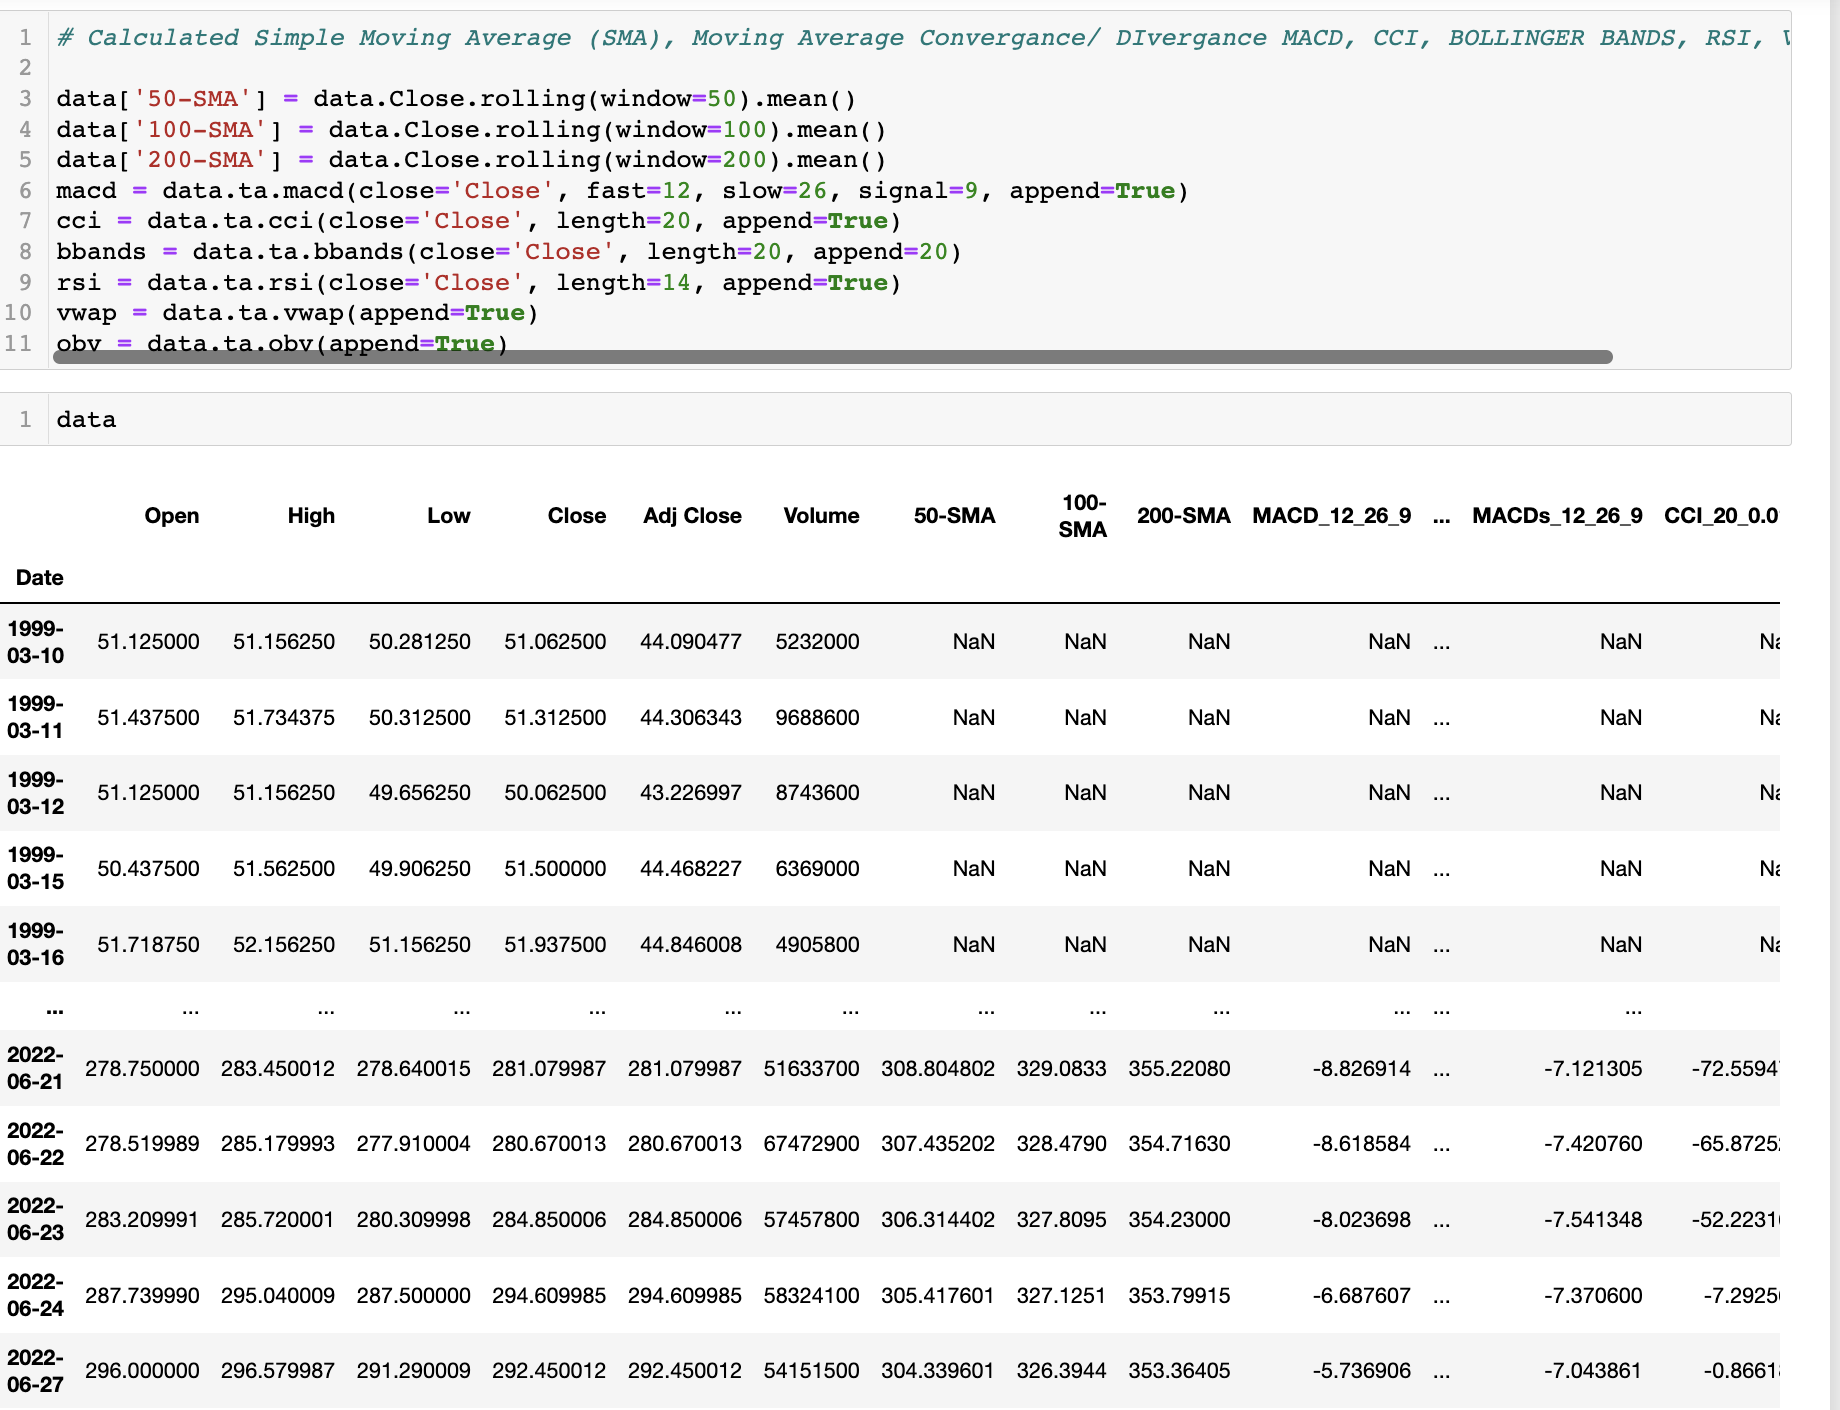 1 # Calculated Simple Moving Average (SMA), Moving Average Convergance/ DIvergance MACD, CCI, BOLLINGER BANDS, RSI,
2
3 data['50-SMA'] = data.Close.rolling(window=50).mean()
4 data['100-SMA'] = data.Close.rolling(window=100).mean()
5 data['200-SMA'] = data.Close.rolling(window=200).mean()
6 macd = data.ta.macd(close='Close', fast=12, slow=26, signal=9, append=True)
7 cci = data.ta.cci(close='Close', length=20, append=True)
8 bbands = data.ta.bbands(close='Close', length=20, append=20)
9 rsi = data.ta.rsi(close='Close', length=14, append=True)
10 vwap = data.ta.vwap(append=True)
11 obv = data.ta.obv(append=True)
1 data
Open High Low Close Adj Close Volume 50-SMA 100-SMA 200-SMA MACD_12_26_9 ... MACDs_12_26_9 CCI_20_0.0
Date
1999-03-10 51.125000 51.156250 50.281250 51.062500 44.090477 5232000 NaN NaN NaN NaN ... NaN
1999-03-11 51.437500 51.734375 50.312500 51.312500 44.306343 9688600 NaN NaN NaN NaN ... NaN
1999-03-12 51.125000 51.156250 49.656250 50.062500 43.226997 8743600 NaN NaN NaN NaN ... NaN
1999-03-15 50.437500 51.562500 49.906250 51.500000 44.468227 6369000 NaN NaN NaN NaN ... NaN
1999-03-16 51.718750 52.156250 51.156250 51.937500 44.846008 4905800 NaN NaN NaN NaN ... NaN
... ... ... ... ... ... ... ... ... ... ... ... ...
2022-06-21 278.750000 283.450012 278.640015 281.079987 281.079987 51633700 308.804802 329.0833 355.22080 -8.826914 ... -7.121305 -72.5594
2022-06-22 278.519989 285.179993 277.910004 280.670013 280.670013 67472900 307.435202 328.4790 354.71630 -8.618584 ... -7.420760 -65.8725
2022-06-23 283.209991 285.720001 280.309998 284.850006 284.850006 57457800 306.314402 327.8095 354.23000 -8.023698 ... -7.541348 -52.2231
2022-06-24 287.739990 295.040009 287.500000 294.609985 294.609985 58324100 305.417601 327.1251 353.79915 -6.687607 ... -7.370600 -7.2925
2022-06-27 296.000000 296.579987 291.290009 292.450012 292.450012 54151500 304.339601 326.3944 353.36405 -5.736906 ... -7.043861 -0.8661